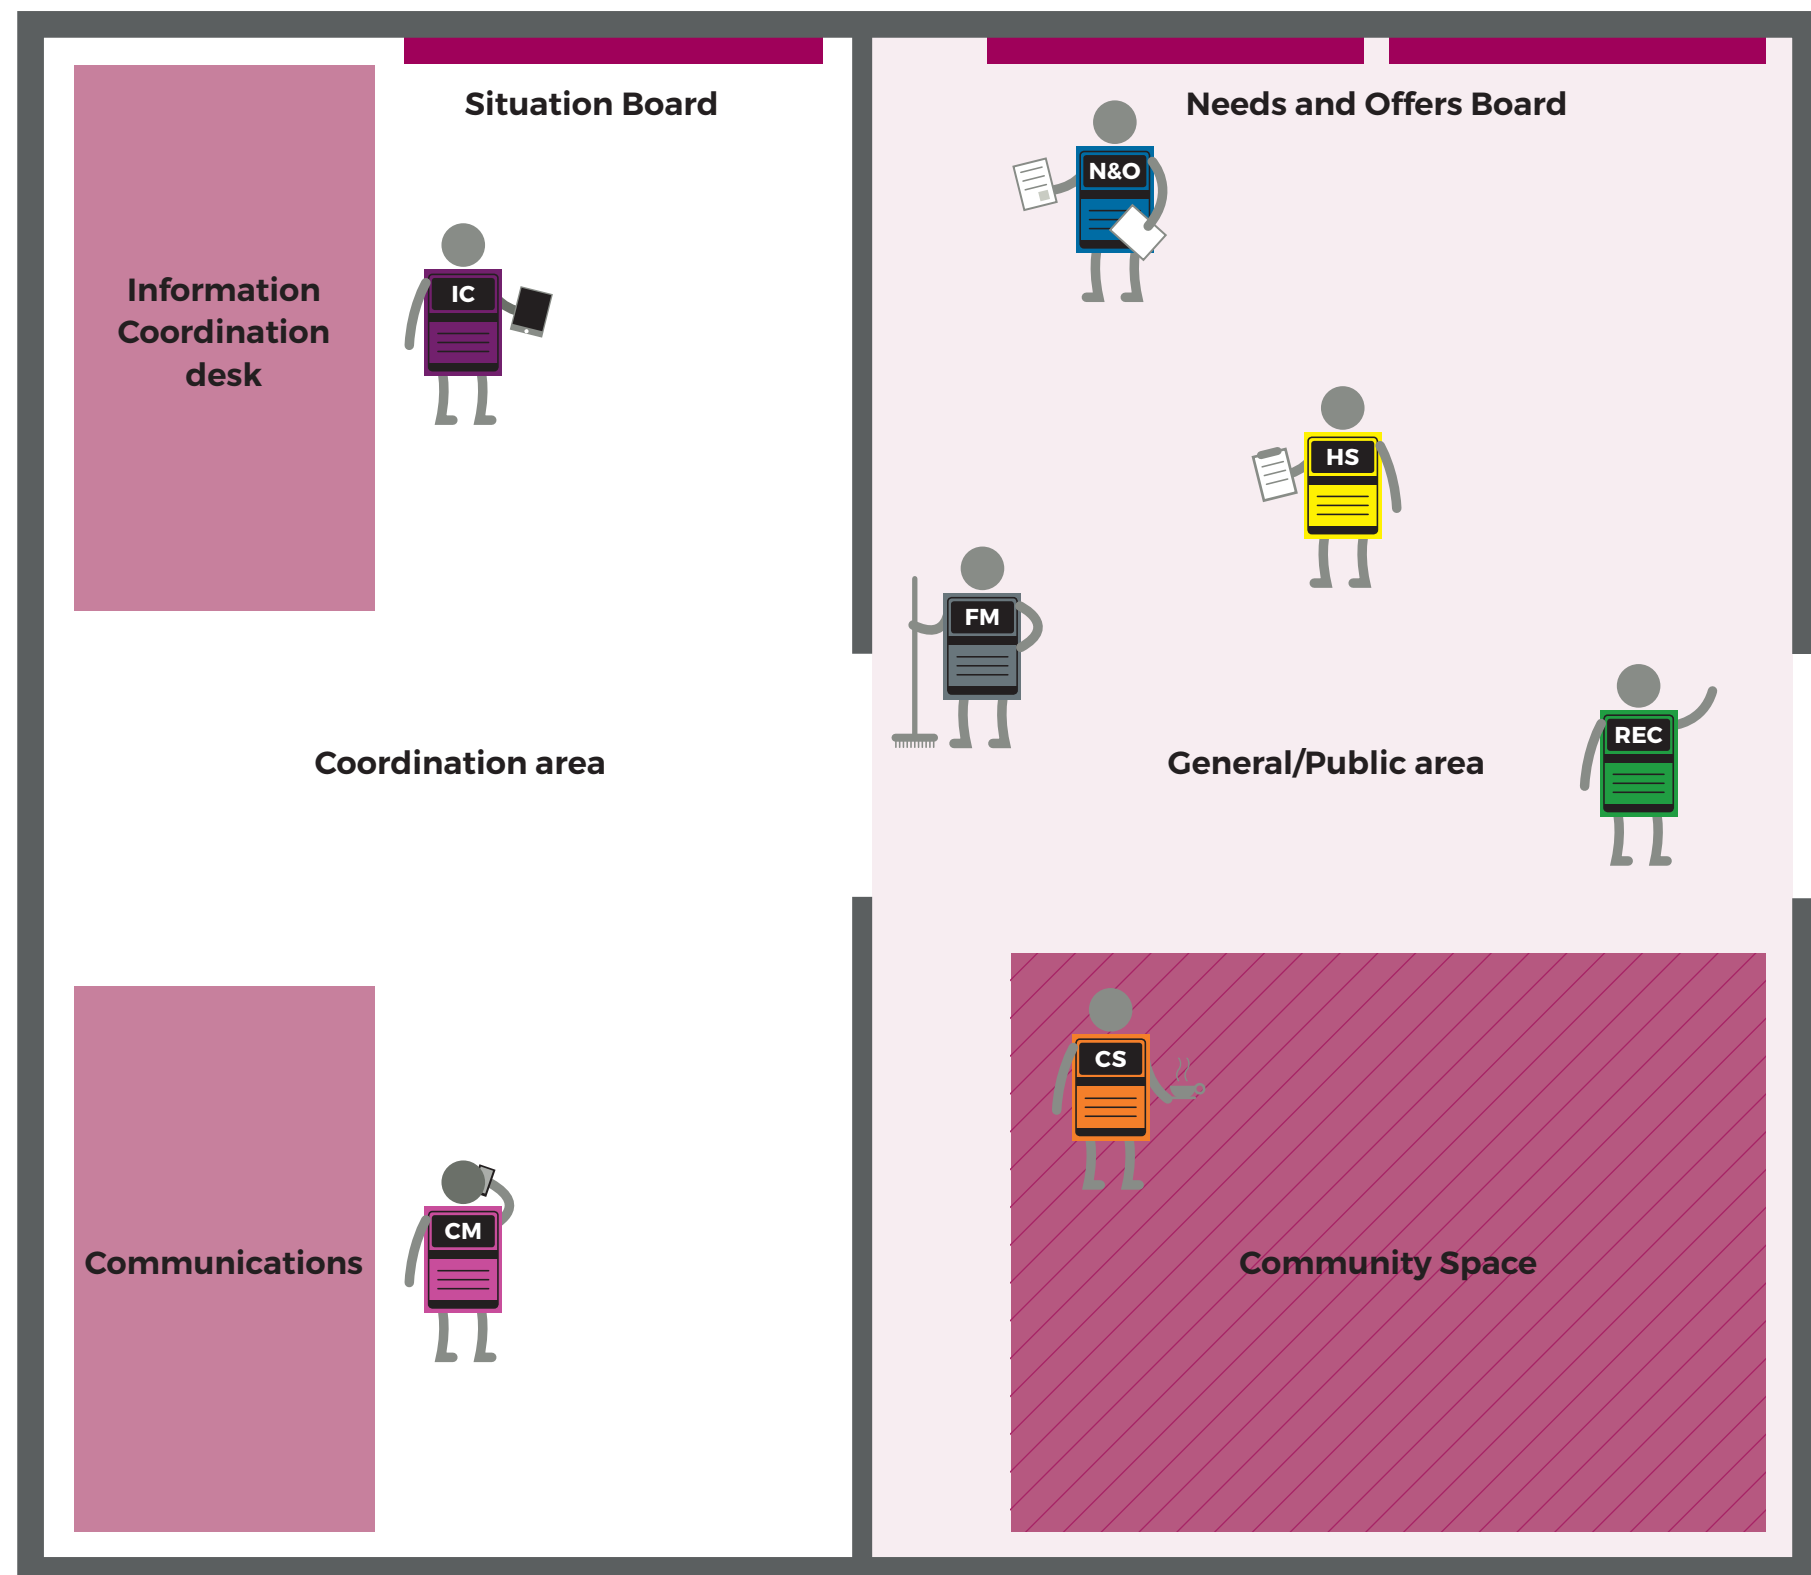 Situation Board
Needs and Offers Board
N&O
Information
Coordination
desk
IC
HS
FM
REC
Coordination area
General/Public area
CS
CM
Communications
Community Space